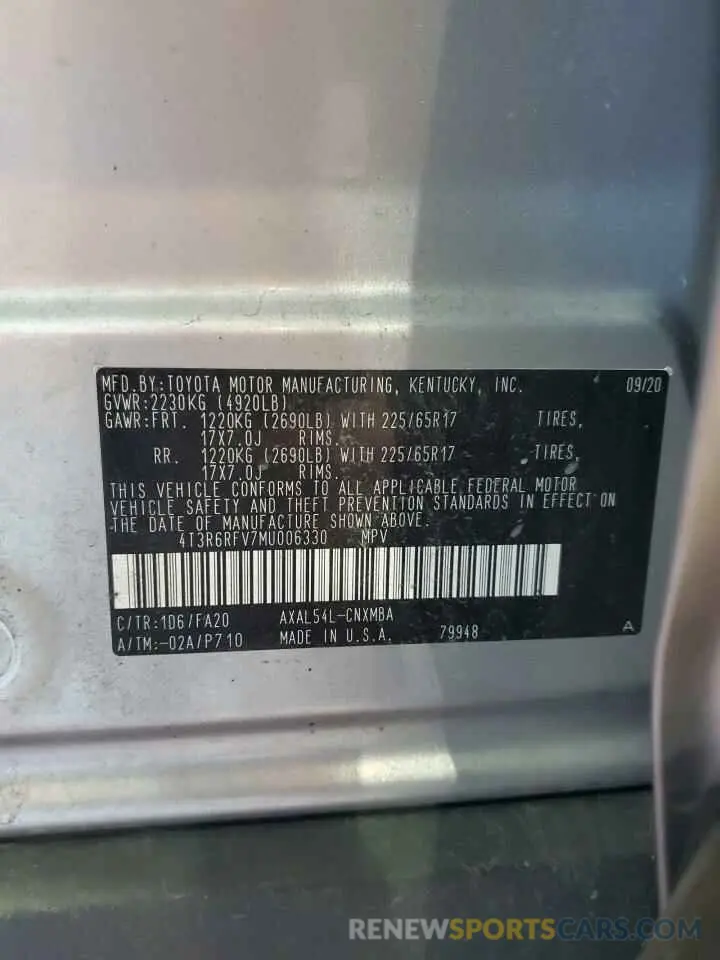 MFD.BY:TOYOTA MOTOR MANUFACTURING, KENTUCKY, INC. 09/20
GVWR:2230KG (4920LB)
GAWR:FRT. 1220KG (2690LB) WITH 225/65R17 TIRES,
17X7.0J RIMS.
RR. 1220KG (2690LB) WITH 225/65R17 TIRES,
17X7.0J RIMS.
THIS VEHICLE CONFORMS TO ALL APPLICABLE FEDERAL MOTOR
VEHICLE SAFETY AND THEFT PREVENTION STANDARDS IN EFFECT ON
THE DATE OF MANUFACTURE SHOWN ABOVE.
4T3R6RFV7MU006330 MPV
C/TR:1D6/FA20 AXAL54L-CNXMBA
A/TM:-02A/P710 MADE IN U.S.A. 79948 A
RENEWSPORTSCARS.COM